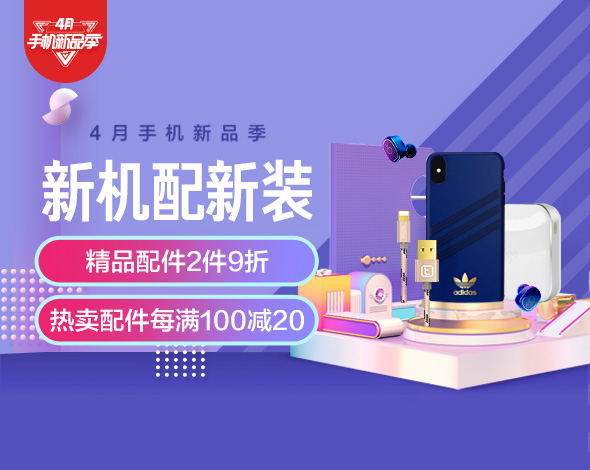 4月
手机新品季
4月手机新品季
新机配新装
精品配件2件9折
热卖配件每满100减20
adidas